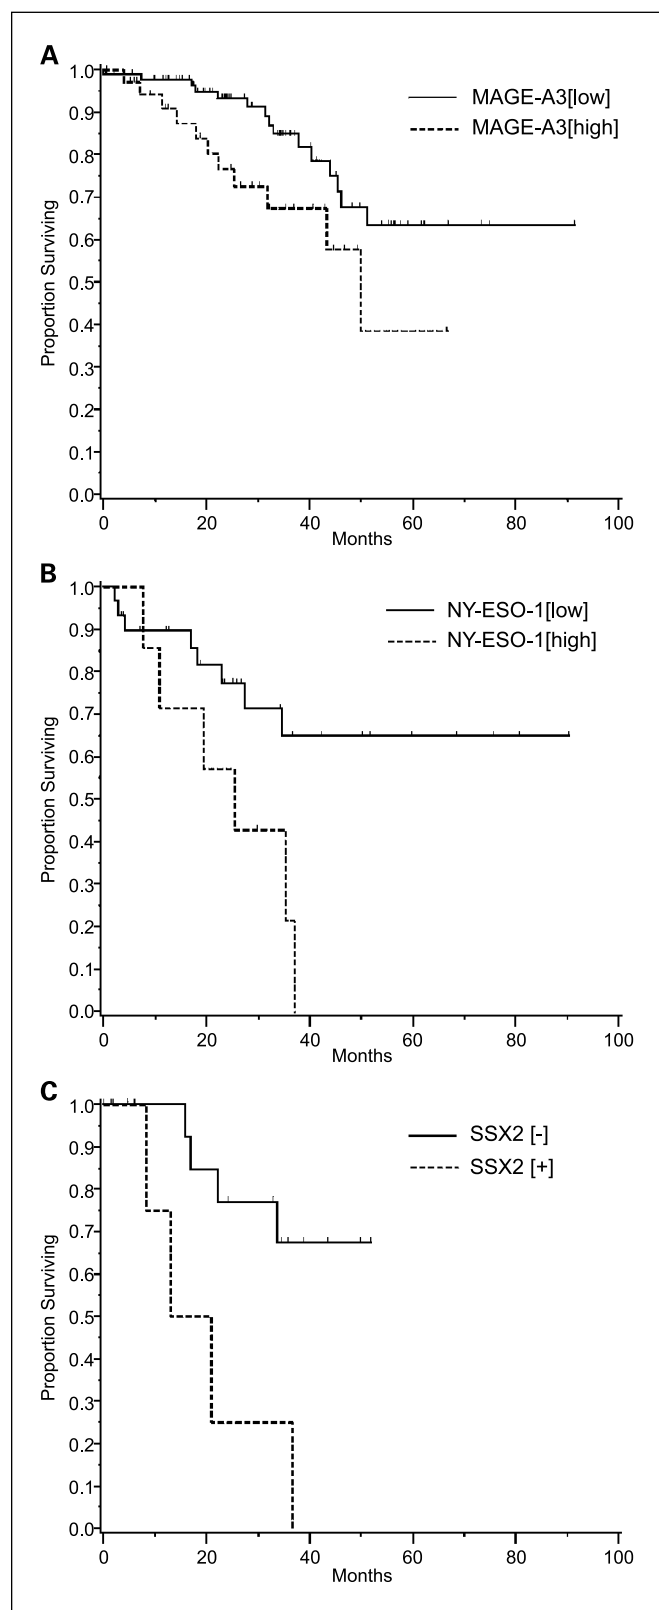 A
1.0
0.9
0.8
0.7
0.6
0.5
0.4
0.3
0.2
0.1
0.0
Proportion Surviving
MAGE-A3[low]
MAGE-A3[high]
0 20 40 60 80 100
Months
B
1.0
0.9
0.8
0.7
0.6
0.5
0.4
0.3
0.2
0.1
0.0
Proportion Surviving
NY-ESO-1[low]
NY-ESO-1[high]
0 20 40 60 80 100
Months
C
1.0
0.9
0.8
0.7
0.6
0.5
0.4
0.3
0.2
0.1
0.0
Proportion Surviving
SSX2 [-]
SSX2 [+]
0 20 40 60 80 100
Months